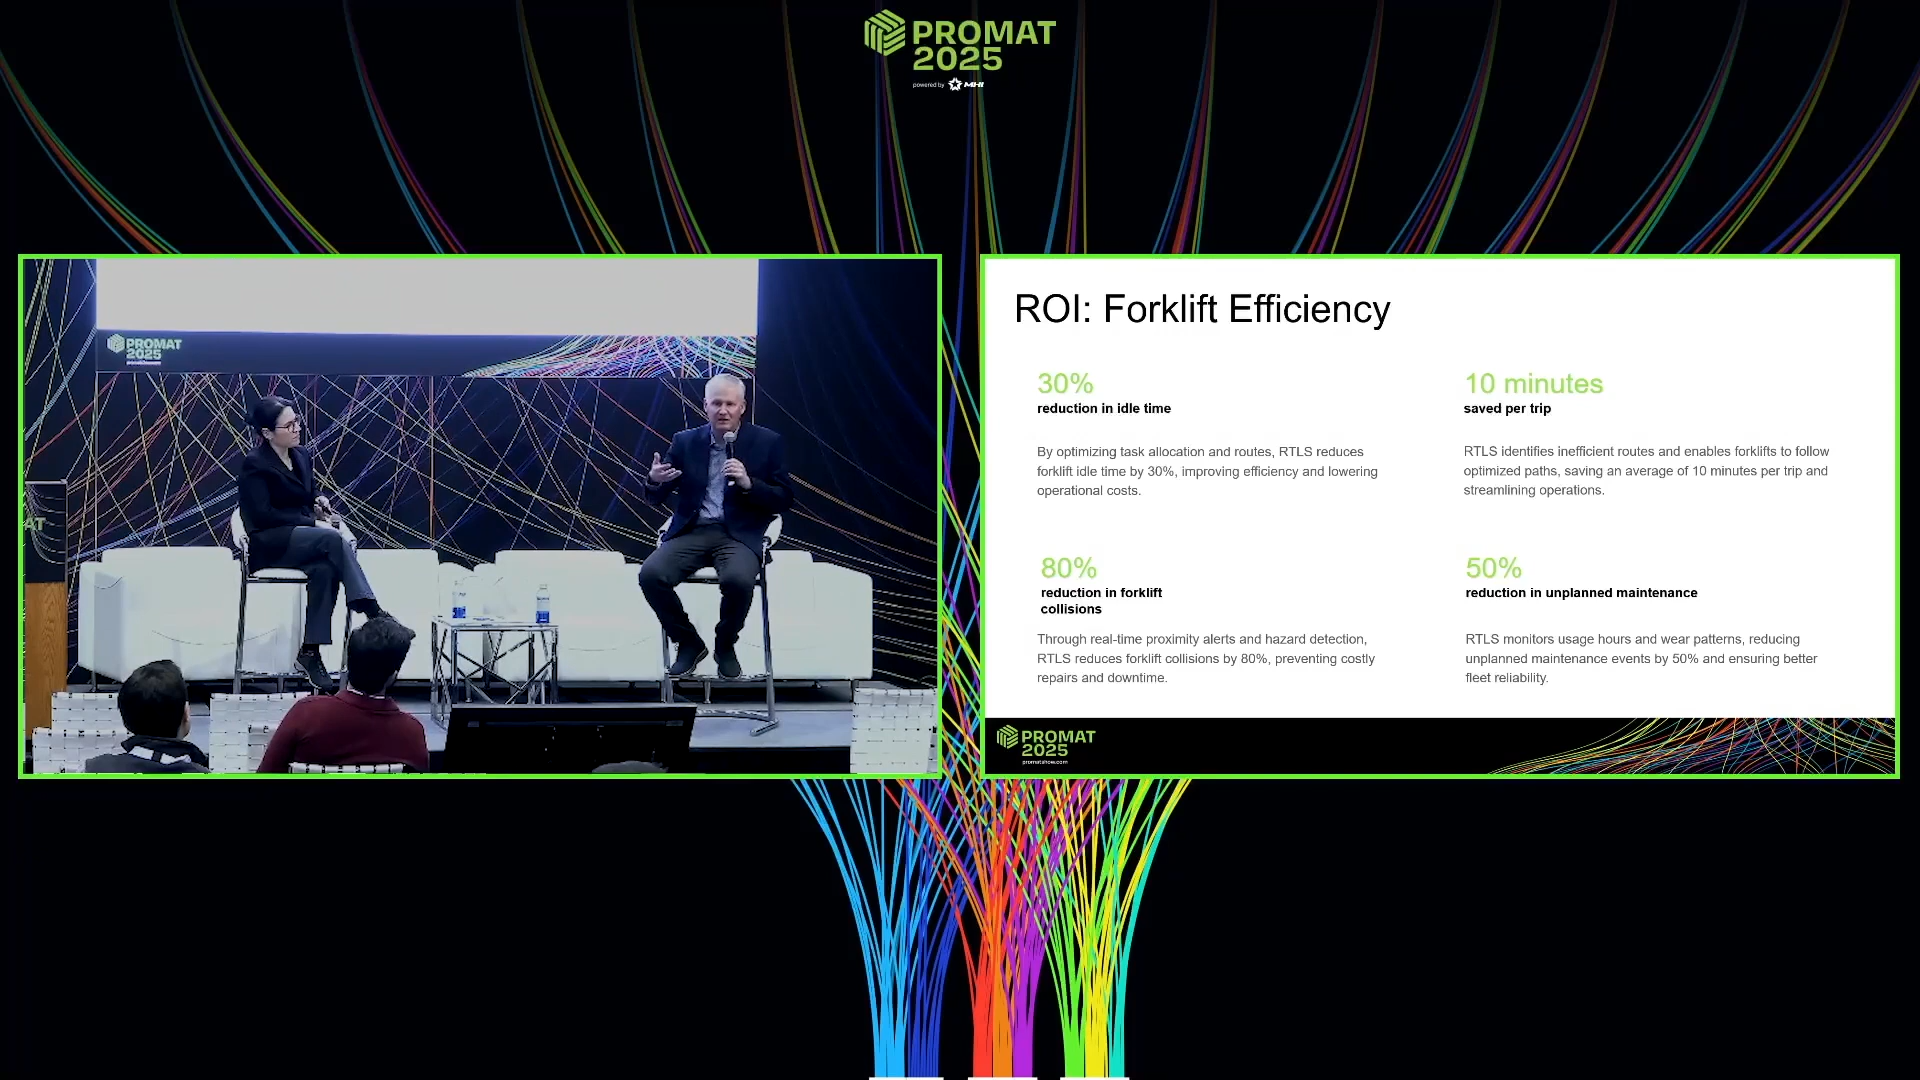 PROMAT
2025
powered by MHI
PROMAT
2025
AT
ROI: Forklift Efficiency
30%
reduction in idle time
By optimizing task allocation and routes, RTLS reduces
forklift idle time by 30%, improving efficiency and lowering
operational costs.
10 minutes
saved per trip
RTLS identifies inefficient routes and enables forklifts to follow
optimized paths, saving an average of 10 minutes per trip and
streamlining operations.
80%
reduction in forklift
collisions
Through real-time proximity alerts and hazard detection,
RTLS reduces forklift collisions by 80%, preventing costly
repairs and downtime.
50%
reduction in unplanned maintenance
RTLS monitors usage hours and wear patterns, reducing
unplanned maintenance events by 50% and ensuring better
fleet reliability.
PROMAT
2025
promatshow.com